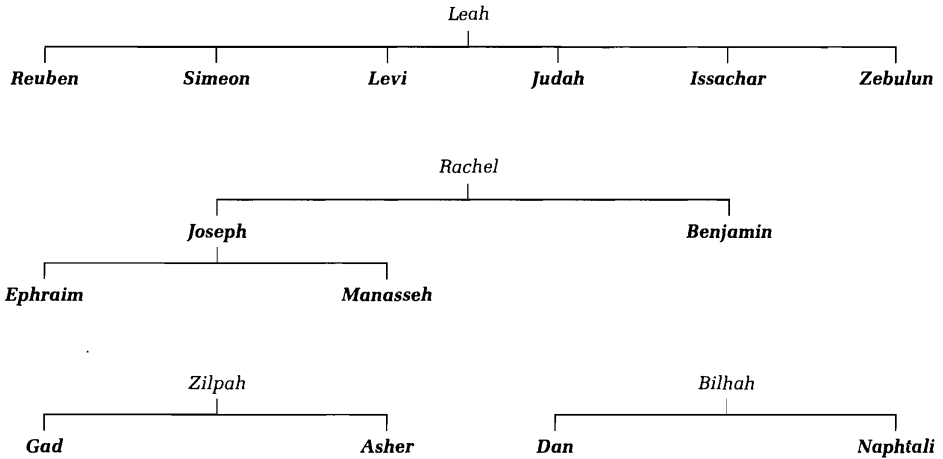 Leah
Reuben Simeon Levi Judah Issachar Zebulun
Rachel
Joseph Benjamin
Ephraim Manasseh
Zilpah Bilhah
Gad Asher Dan Naphtali